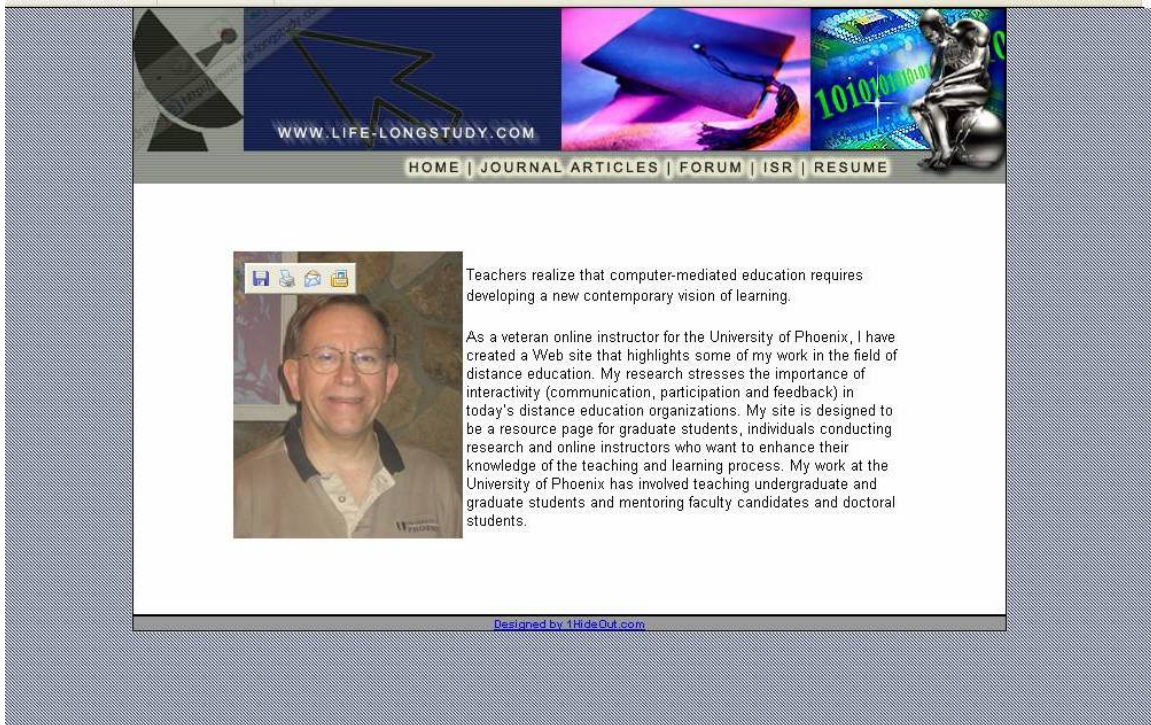 WWW.LIFE-LONGSTUDY.COM
1010101010101
HOME | JOURNAL ARTICLES | FORUM | ISR | RESUME
Teachers realize that computer-mediated education requires
developing a new contemporary vision of learning.
As a veteran online instructor for the University of Phoenix, I have
created a Web site that highlights some of my work in the field of
distance education. My research stresses the importance of
interactivity (communication, participation and feedback) in
today's distance education organizations. My site is designed to
be a resource page for graduate students, individuals conducting
research and online instructors who want to enhance their
knowledge of the teaching and learning process. My work at the
University of Phoenix has involved teaching undergraduate and
graduate students and mentoring faculty candidates and doctoral
students.
PHOENIX
Designed by 1HideOut.com